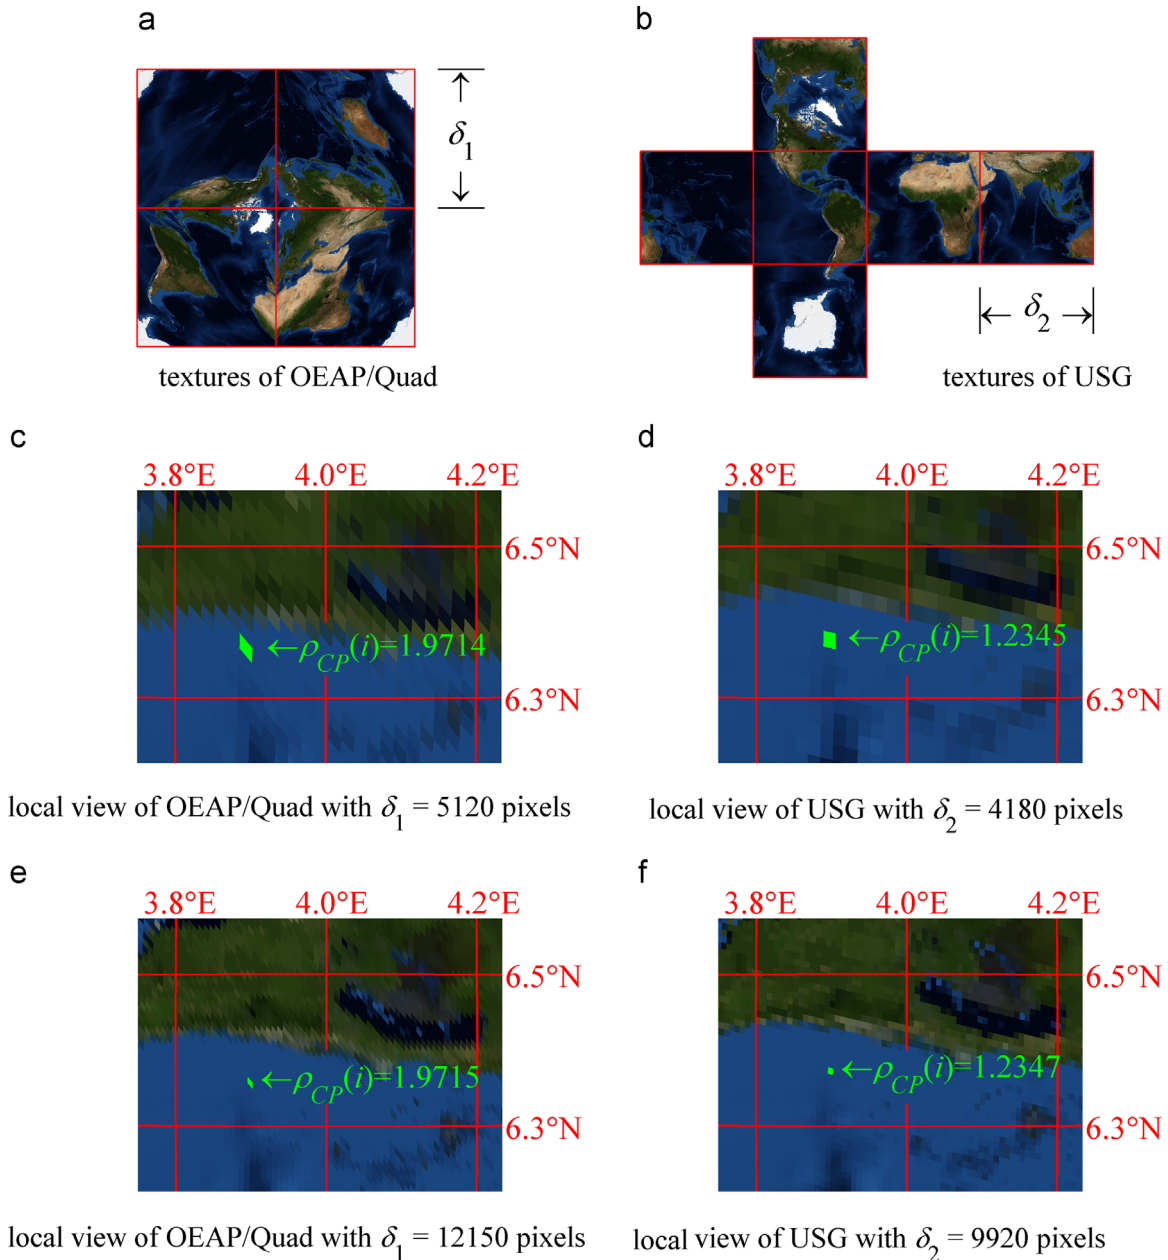 a
b
δ₁
δ₂
textures of OEAP/Quad
textures of USG
c
d
3.8°E 4.0°E 4.2°E
3.8°E 4.0°E 4.2°E
6.5°N
6.5°N
←ρ_CP(i)=1.9714
←ρ_CP(i)=1.2345
6.3°N
6.3°N
local view of OEAP/Quad with δ₁ = 5120 pixels
local view of USG with δ₂ = 4180 pixels
e
f
3.8°E 4.0°E 4.2°E
3.8°E 4.0°E 4.2°E
6.5°N
6.5°N
←ρ_CP(i)=1.9715
←ρ_CP(i)=1.2347
6.3°N
6.3°N
local view of OEAP/Quad with δ₁ = 12150 pixels
local view of USG with δ₂ = 9920 pixels